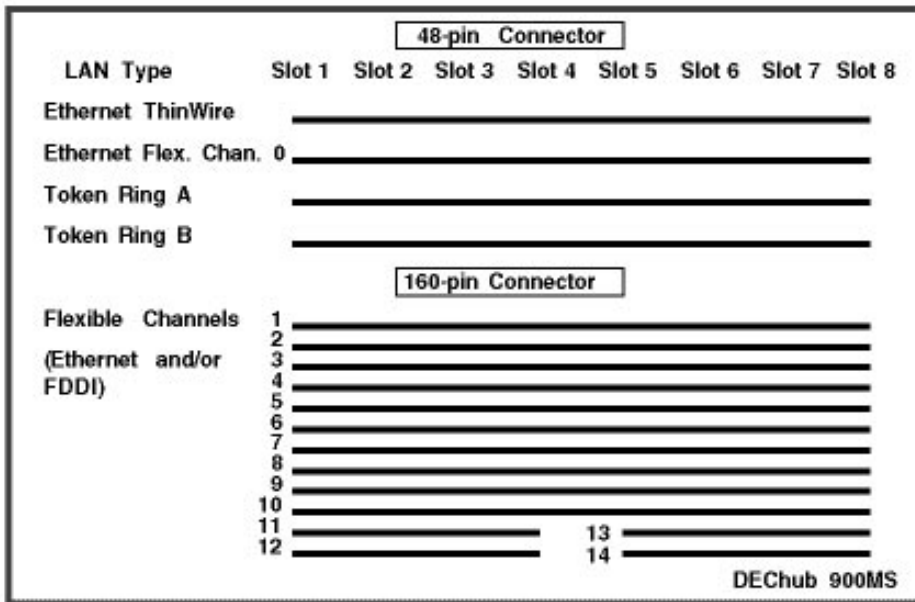 48-pin Connector
LAN Type Slot 1 Slot 2 Slot 3 Slot 4 Slot 5 Slot 6 Slot 7 Slot 8
Ethernet ThinWire
Ethernet Flex. Chan. 0
Token Ring A
Token Ring B
160-pin Connector
Flexible Channels 1
2
(Ethernet and/or 3
FDDI) 4
5
6
7
8
9
10
11 13
12 14
DEChub 900MS